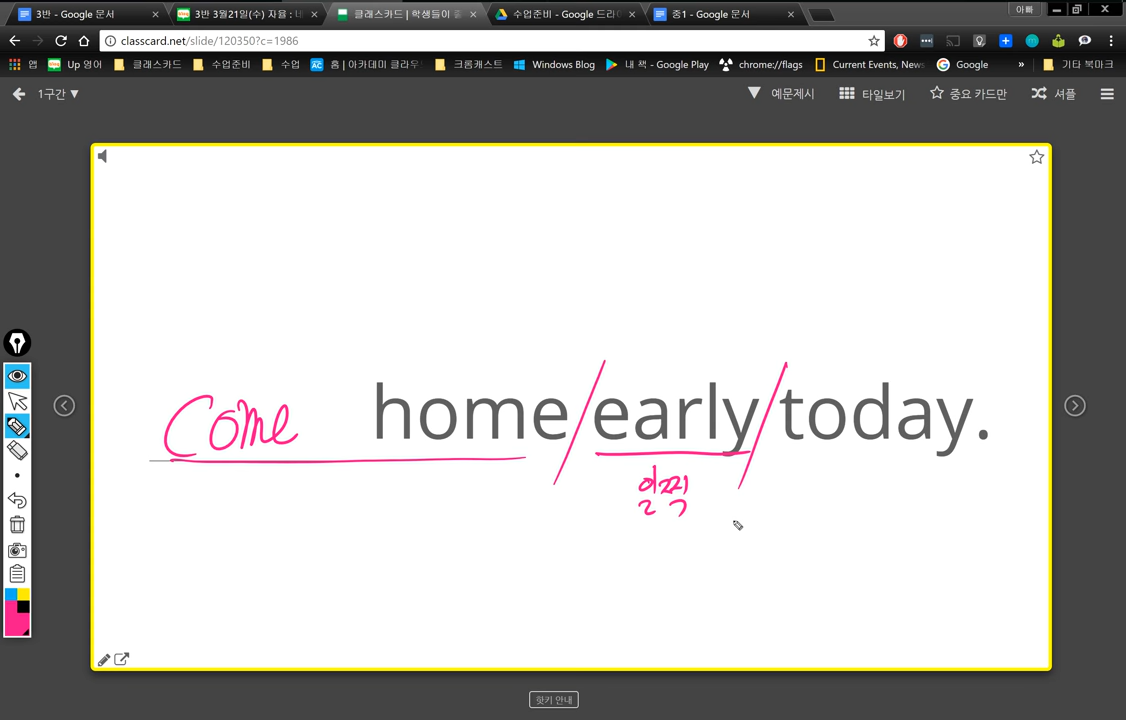 3반 - Google 문서
3반 3월21일(수) 자율 : 네
클래스카드 | 학생들이 좋
수업준비 - Google 드라이
중1 - Google 문서
아빠
classcard.net/slide/120350?c=1986
앱
Up 영어
클래스카드
수업준비
수업
홈 | 아카데미 클라우
크롬캐스트
Windows Blog
내 책 - Google Play
chrome://flags
Current Events, News
Google
»
기타 북마크
1구간 ▼
▼ 예문제시
타일보기
중요 카드만
셔플
Come home / early / today.
일찍
핫키 안내